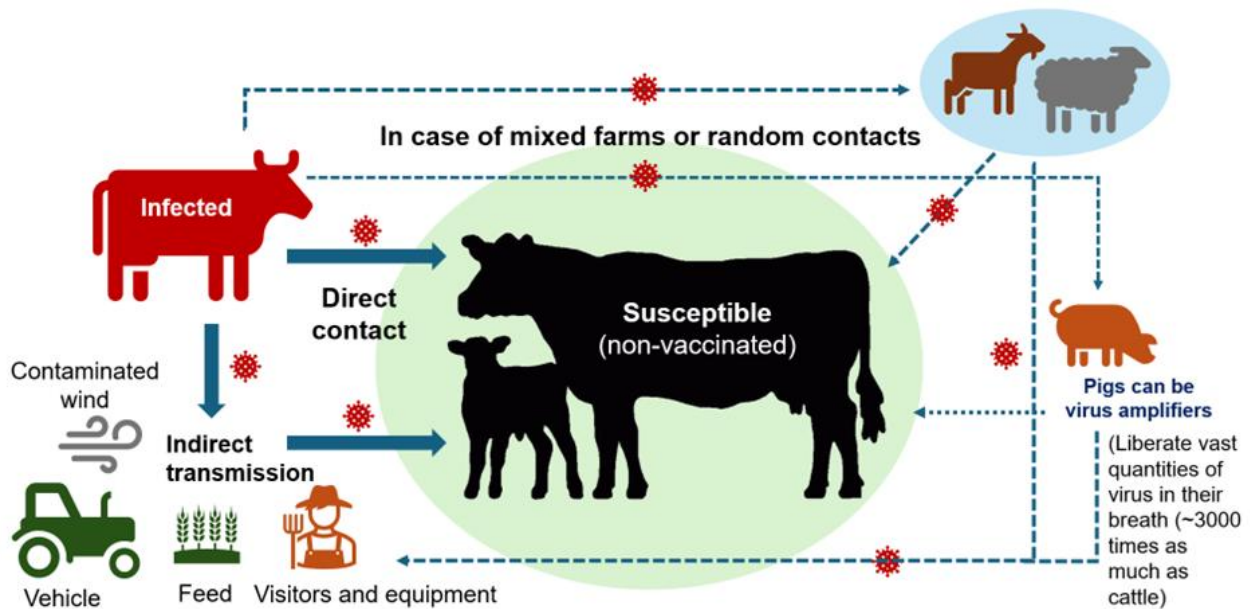 In case of mixed farms or random contacts
Infected
Direct
contact
Susceptible
(non-vaccinated)
Contaminated
wind
Indirect
transmission
Vehicle
Feed
Visitors and equipment
Pigs can be
virus amplifiers
(Liberate vast
quantities of
virus in their
breath (~3000
times as
much as
cattle)